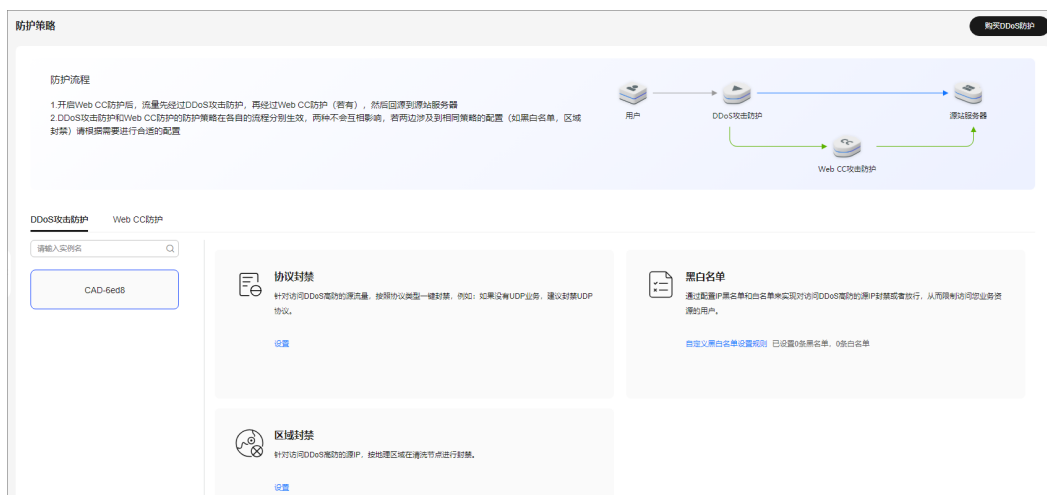 防护策略
购买DDoS防护
防护流程
1.开启Web CC防护后，流量先经过DDoS攻击防护，再经过Web CC防护（若有），然后回源到源站服务器
2.DDoS攻击防护和Web CC防护的防护策略在各自的流程分别生效，两种不会互相影响，若两边涉及到相同策略的配置（如黑白名单，区域
封禁）请根据需要进行合适的配置
用户
DDoS攻击防护
源站服务器
Web CC攻击防护
DDoS攻击防护
Web CC防护
请输入实例名
CAD-6ed8
协议封禁
针对访问DDoS高防的源流量，按照协议类型一键封禁，例如：如果没有UDP业务，建议封禁UDP
协议。
设置
黑白名单
通过配置IP黑名单和白名单来实现对访问DDoS高防的源IP封禁或者放行，从而限制访问您业务资
源的用户。
自定义黑白名单设置规则 已设置0条黑名单，0条白名单
区域封禁
针对访问DDoS高防的源IP，按地理区域在清洗节点进行封禁。
设置